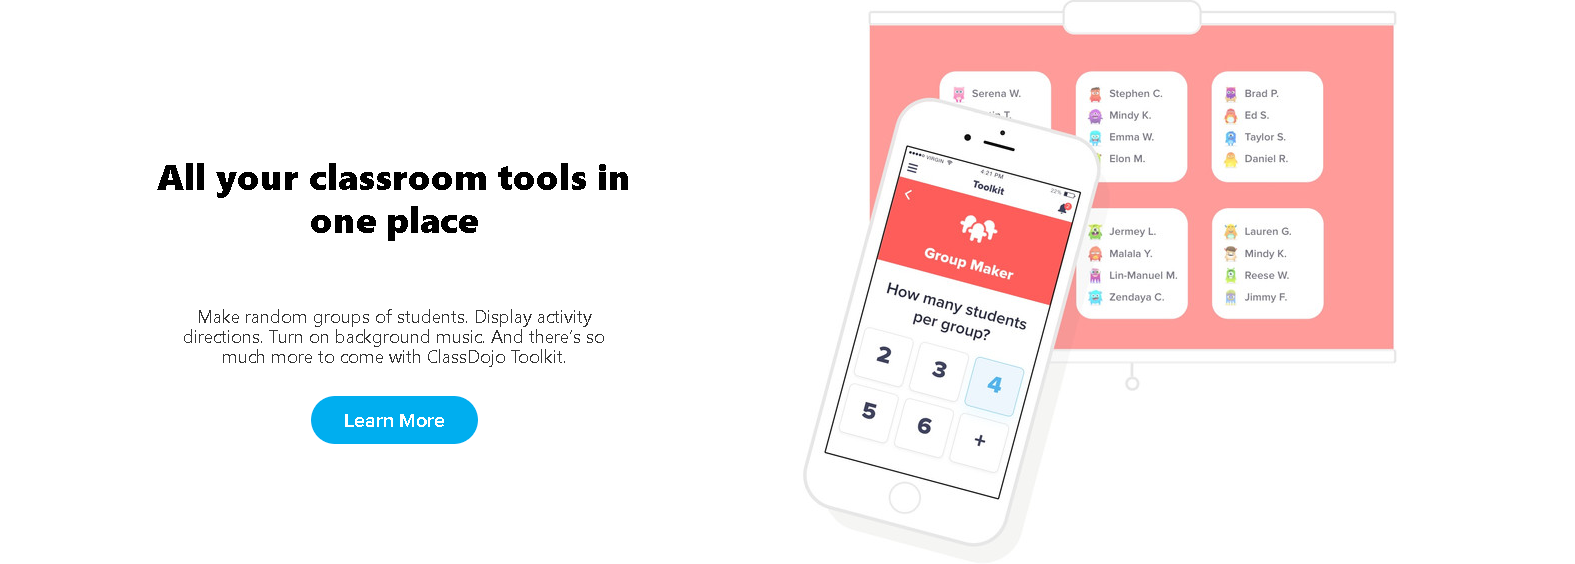 All your classroom tools in
one place
Make random groups of students. Display activity
directions. Turn on background music. And there's so
much more to come with ClassDojo Toolkit.
Learn More
Serena W.
T.
Stephen C.
Mindy K.
Emma W.
Elon M.
Brad P.
Ed S.
Taylor S.
Daniel R.
Jermey L.
Malala Y.
Lin-Manuel M.
Zendaya C.
Lauren G.
Mindy K.
Reese W.
Jimmy F.
VIRGIN
4:21 PM
22%
Toolkit
Group Maker
How many students
per group?
2 3 4
5 6 +